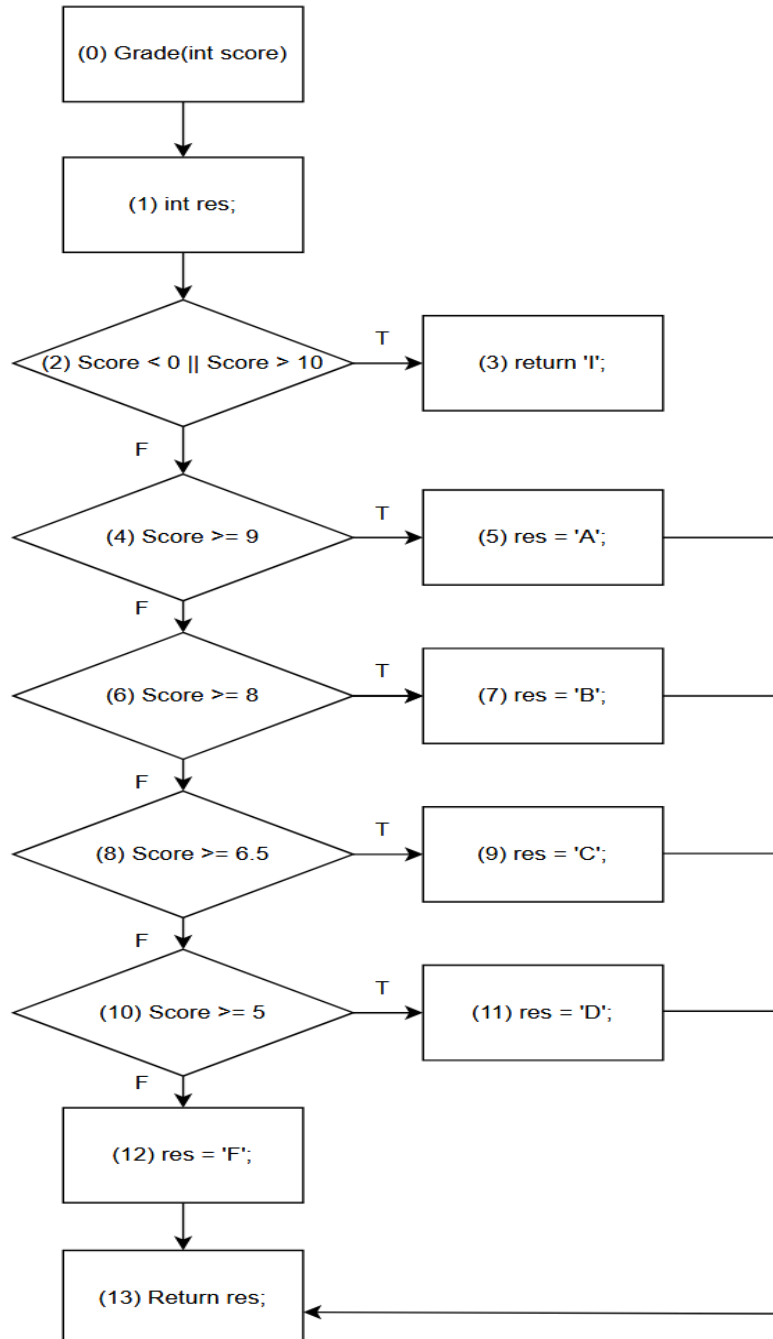 (0) Grade(int score)
(1) int res;
(2) Score < 0 || Score > 10
T
(3) return 'I';
F
(4) Score >= 9
T
(5) res = 'A';
F
(6) Score >= 8
T
(7) res = 'B';
F
(8) Score >= 6.5
T
(9) res = 'C';
F
(10) Score >= 5
T
(11) res = 'D';
F
(12) res = 'F';
(13) Return res;